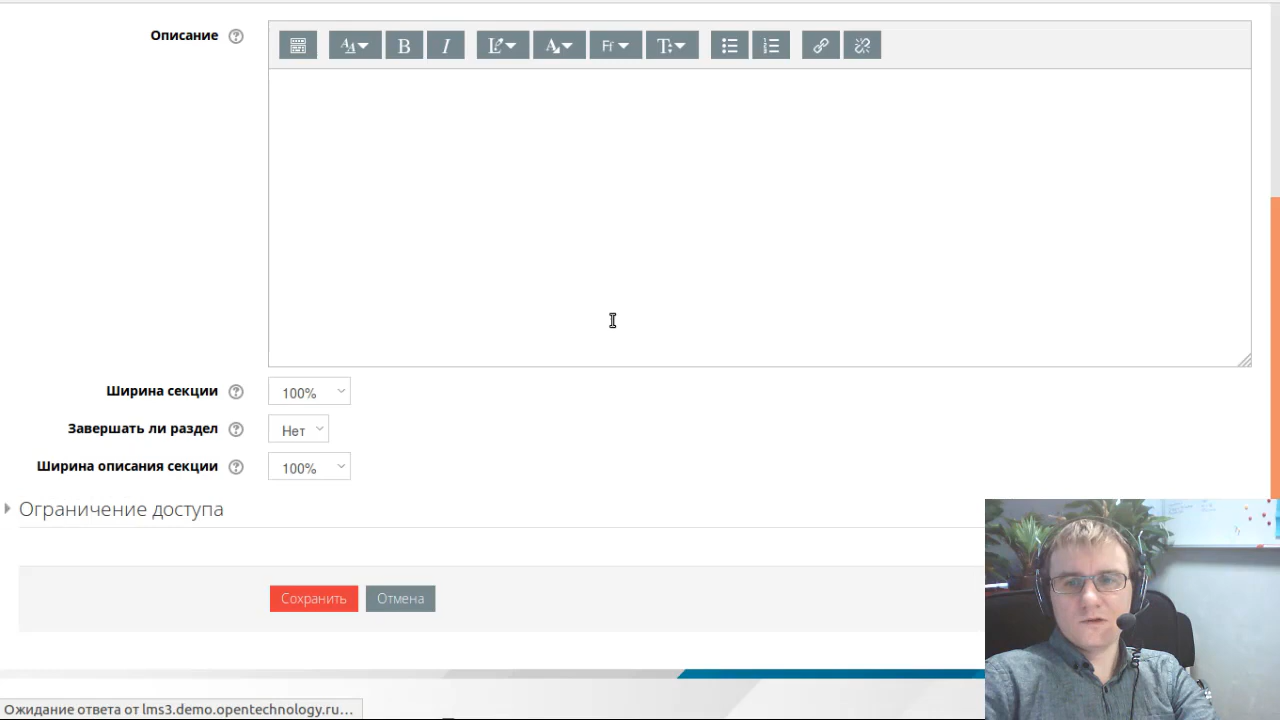 Описание
Ширина секции 100%
Завершать ли раздел Нет
Ширина описания секции 100%
Ограничение доступа
Сохранить Отмена
Ожидание ответа от lms3.demo.opentechnology.ru…